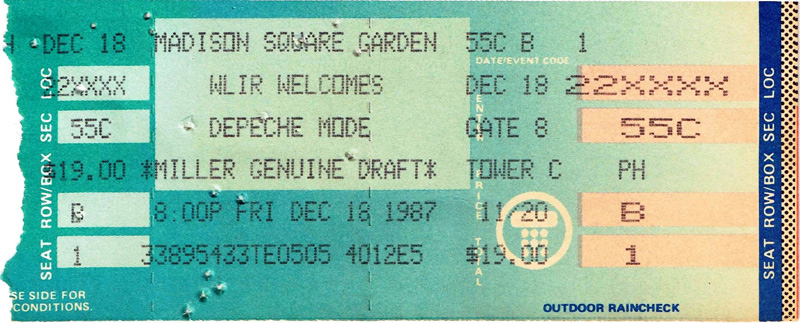 DEC 18 MADISON SQUARE GARDEN 55C B 1
DATE/EVENT CODE
22XXXX WLIR WELCOMES DEC 18 22XXXX
55C DEPECHE MODE GATE 8 55C
$19.00 *MILLER GENUINE DRAFT* TOWER C PH
B 8:00P FRI DEC 18 1987 11/20 B
1 33895433TE0505 4012E5 $19.00 1
SEAT ROW/BOX SEC LOC
ENTER PRICE TOTAL
SEAT ROW/BOX SEC LOC
SE SIDE FOR
CONDITIONS.
OUTDOOR RAINCHECK